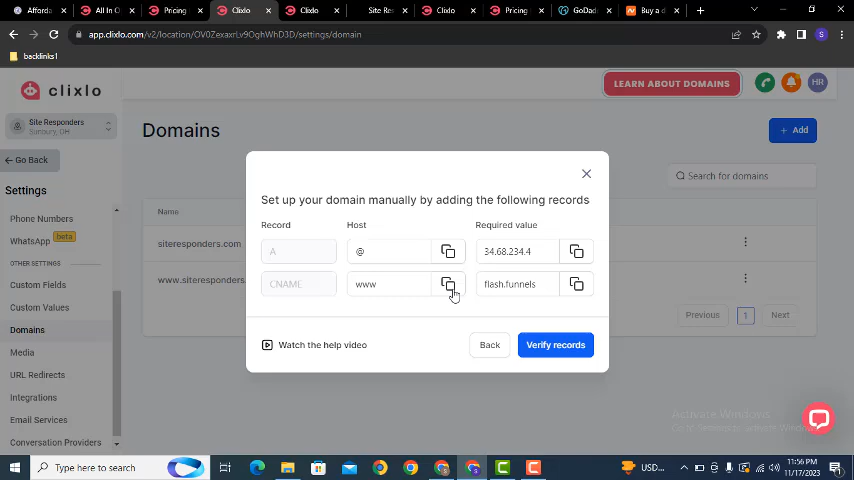 Afforda
All In O
Pricing
Clixlo
Clixlo
Site Re
Clixlo
Pricing
GoDad
Buy a d
app.clixlo.com/v2/location/OV0ZexaxrLv9OghWhD3D/settings/domain
S
backlinks1
clixlo
LEARN ABOUT DOMAINS
HR
Site Responders
Sunbury, OH
Domains
+ Add
Go Back
Search for domains
Settings
Set up your domain manually by adding the following records
Phone Numbers
Name
Record
Host
Required value
WhatsApp
beta
siteresponders.com
A
@
34.68.234.4
OTHER SETTINGS
Custom Fields
www.siteresponders.
CNAME
www
flash.funnels
Custom Values
Previous
1
Next
Domains
Watch the help video
Back
Verify records
Media
URL Redirects
Integrations
Activate Windows
Email Services
Conversation Properties
Type here to search
USD...
11:56 PM
11/17/2023